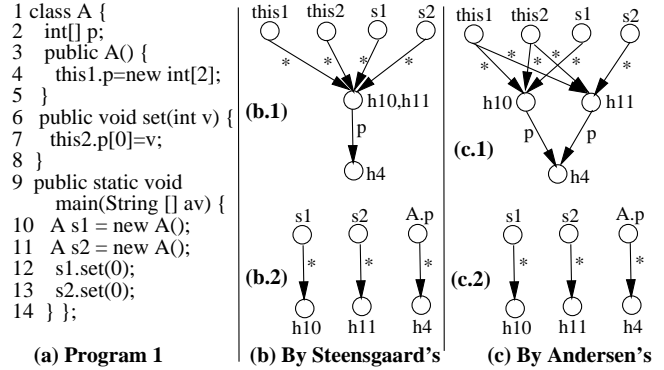 1 class A {
2 int[] p;
3 public A() {
4 this1.p=new int[2];
5 }
6 public void set(int v) {
7 this2.p[0]=v;
8 }
9 public static void
main(String [] av) {
10 A s1 = new A();
11 A s2 = new A();
12 s1.set(0);
13 s2.set(0);
14 } };
(a) Program 1
this1 this2 s1 s2
* * * *
h10,h11
(b.1)
p
h4
s1 s2 A.p
* * *
(b.2)
h10 h11 h4
(b) By Steensgaard's
this1 this2 s1 s2
* * * * * *
h10 h11
(c.1)
p p
h4
s1 s2 A.p
* * *
(c.2)
h10 h11 h4
(c) By Andersen's